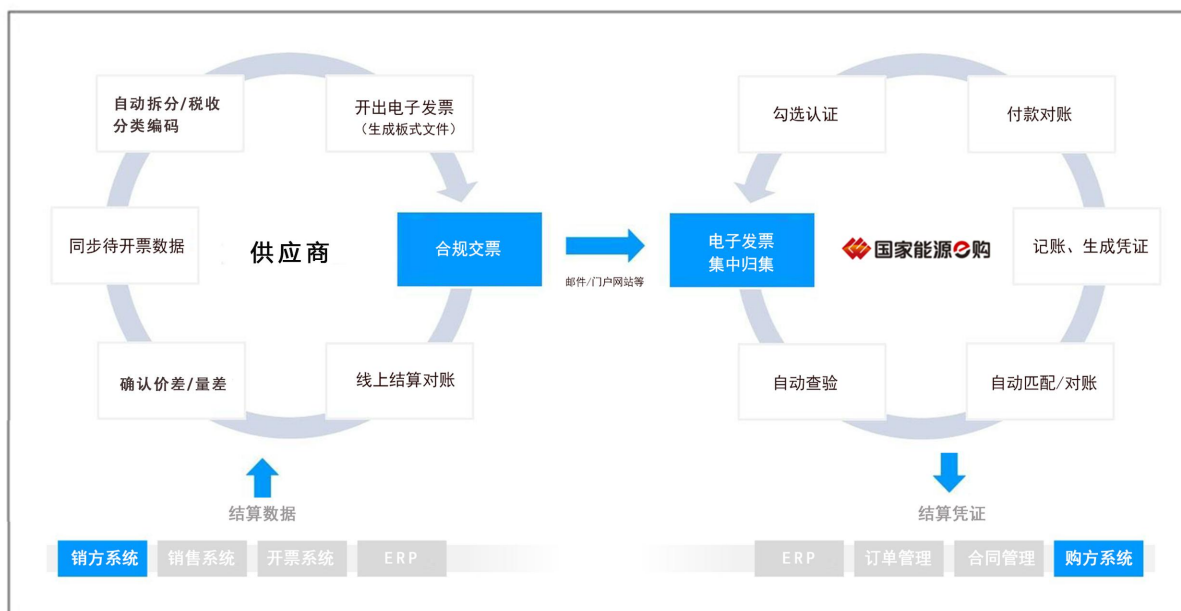 自动拆分/税收
分类编码
开出电子发票
（生成板式文件）
同步待开票数据
供应商
合规交票
确认价差/量差
线上结算对账
邮件/门户网站等
勾选认证
付款对账
电子发票
集中归集
国家能源e购
记账、生成凭证
自动查验
自动匹配/对账
结算数据
结算凭证
销方系统
销售系统
开票系统
ERP
ERP
订单管理
合同管理
购方系统